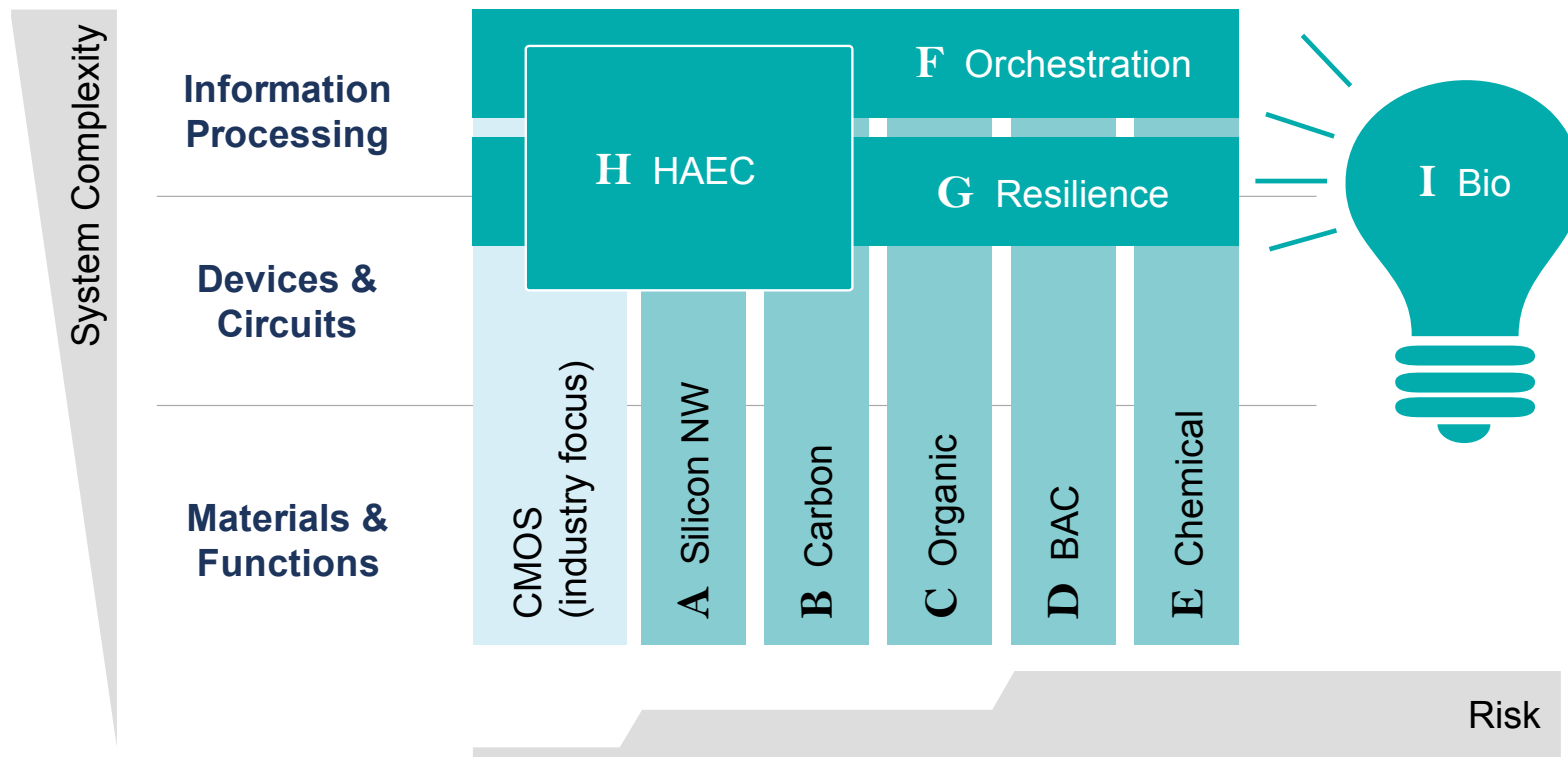 System Complexity
Information
Processing
Devices &
Circuits
Materials &
Functions
F Orchestration
H HAEC
G Resilience
I Bio
CMOS
(industry focus)
A Silicon NW
B Carbon
C Organic
D BAC
E Chemical
Risk